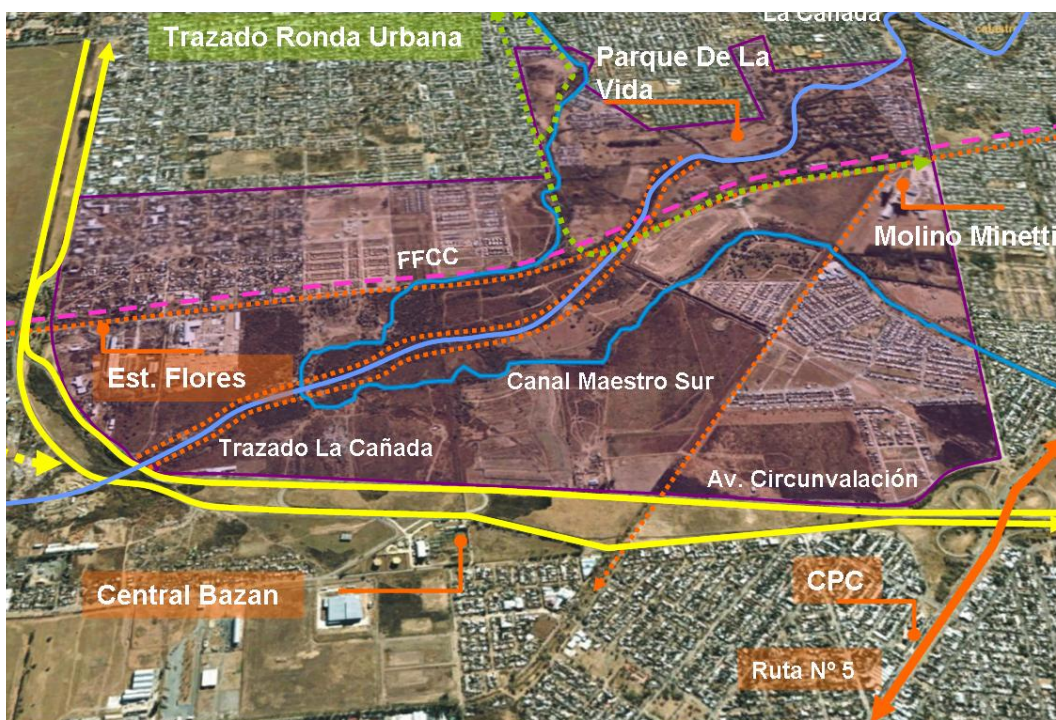 La Cañada
Trazado Ronda Urbana
Parque De La
Vida
Molino Minetti
FFCC
Est. Flores
Canal Maestro Sur
Trazado La Cañada
Av. Circunvalación
Central Bazan
CPC
Ruta Nº 5